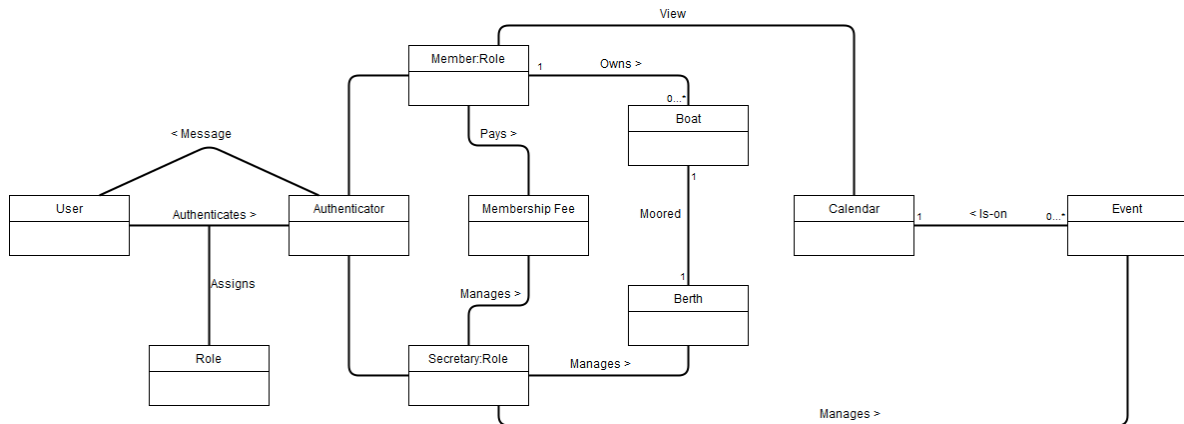 View
Member:Role
1
Owns >
0...*
Boat
< Message
Pays >
1
User
Authenticates >
Authenticator
Membership Fee
Moored
Calendar
1
< Is-on
0...*
Event
Assigns
Manages >
1
Berth
Role
Secretary:Role
Manages >
Manages >